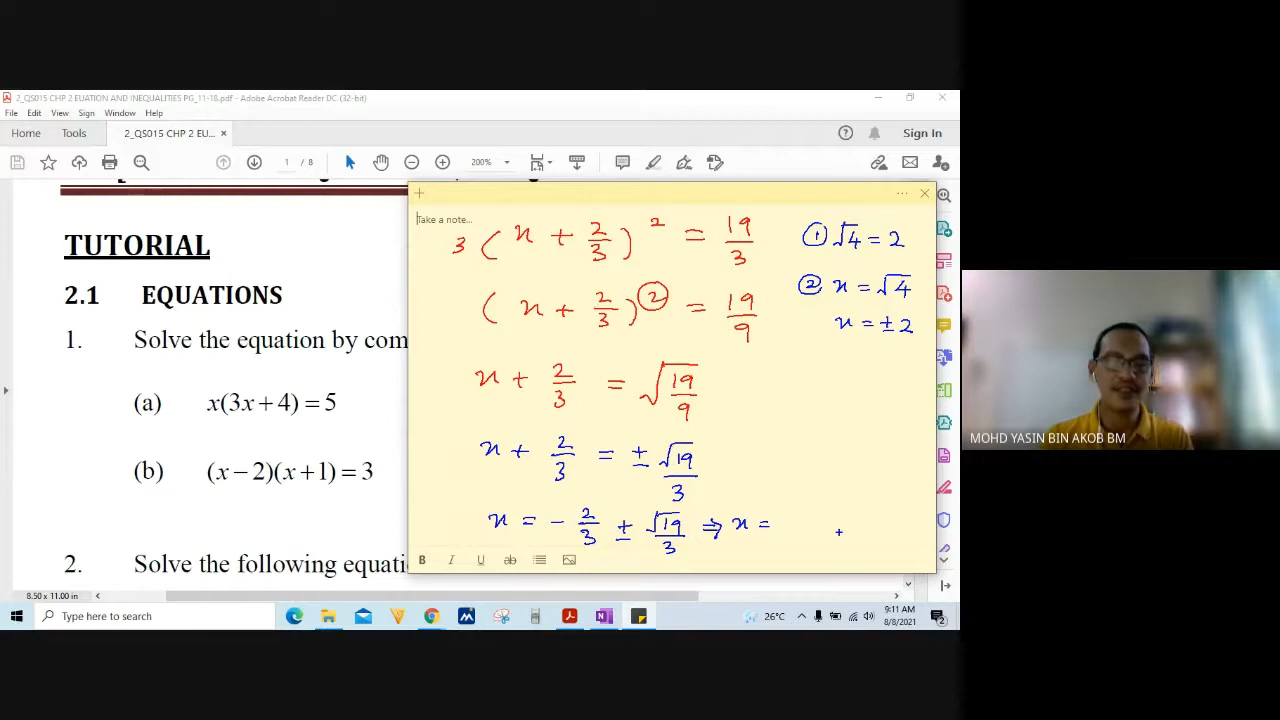 2_QS015 CHP 2 EUATION AND INEQUALITIES PG_11-18.pdf - Adobe Acrobat Reader DC (32-bit)
File Edit View Sign Window Help
Home Tools 2_QS015 CHP 2 EU... × Sign In
1 / 8 200%
TUTORIAL
2.1 EQUATIONS
1. Solve the equation by com
(a) x(3x+4)=5
(b) (x−2)(x+1)=3
2. Solve the following equati
8.50 x 11.00 in
Take a note...
3 (x + 2/3)² = 19/3
(x + 2/3)² = 19/9
x + 2/3 = √(19/9)
x + 2/3 = ± √19/3
x = − 2/3 ± √19/3 ⇒ x =
① √4 = 2
② x = √4
x = ± 2
B I U ab
MOHD YASIN BIN AKOB BM
Type here to search
26°C
9:11 AM
8/8/2021
2